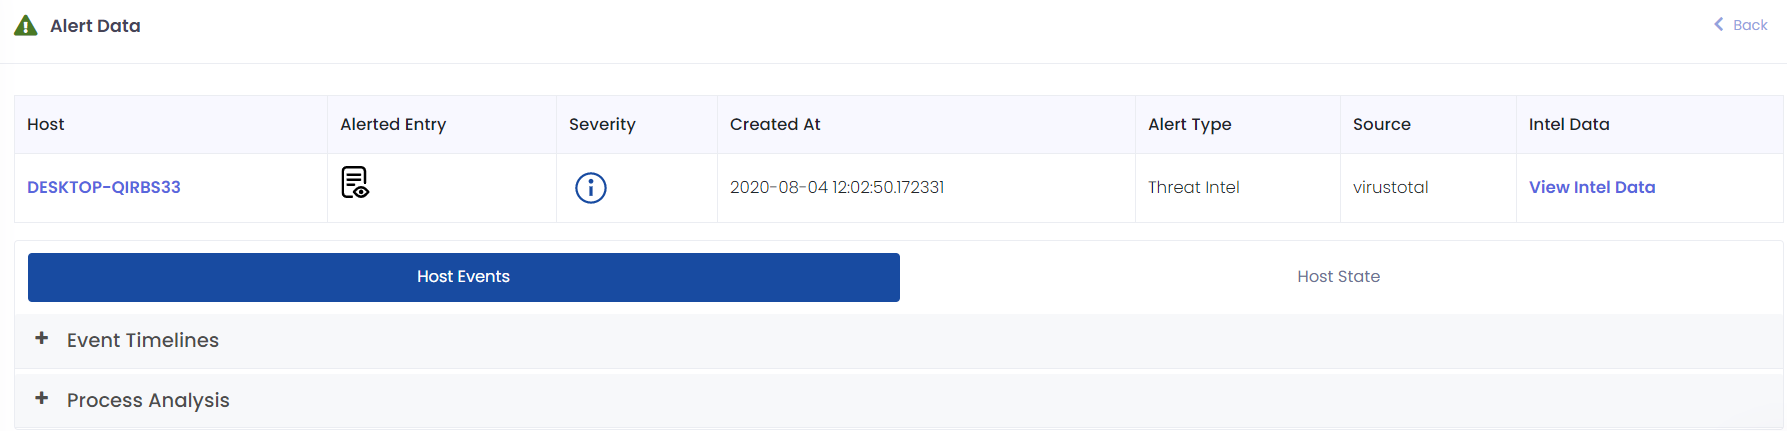 Alert Data
Back
Host Alerted Entry Severity Created At Alert Type Source Intel Data
DESKTOP-QIRBS33 2020-08-04 12:02:50.172331 Threat Intel virustotal View Intel Data
Host Events Host State
+ Event Timelines
+ Process Analysis